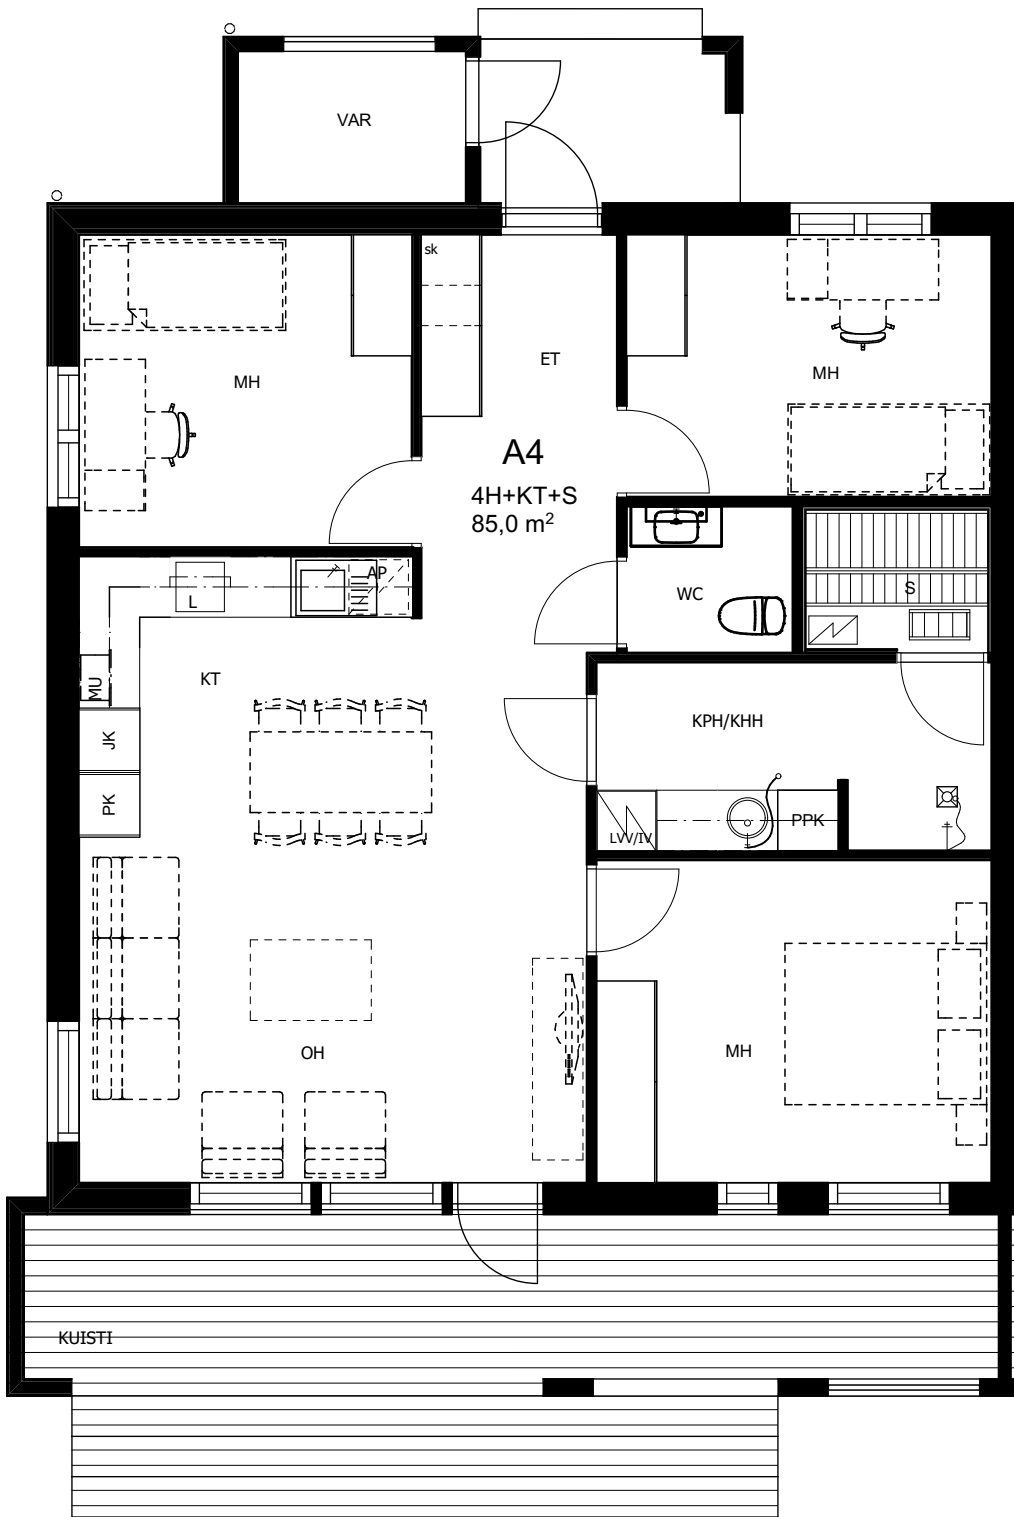 VAR
sk
ET
MH
MH
A4
4H+KT+S
85,0 m²
AP
L
WC
S
MU
KT
JK
KPH/KHH
PK
PPK
LVV/IV
OH
MH
KUISTI